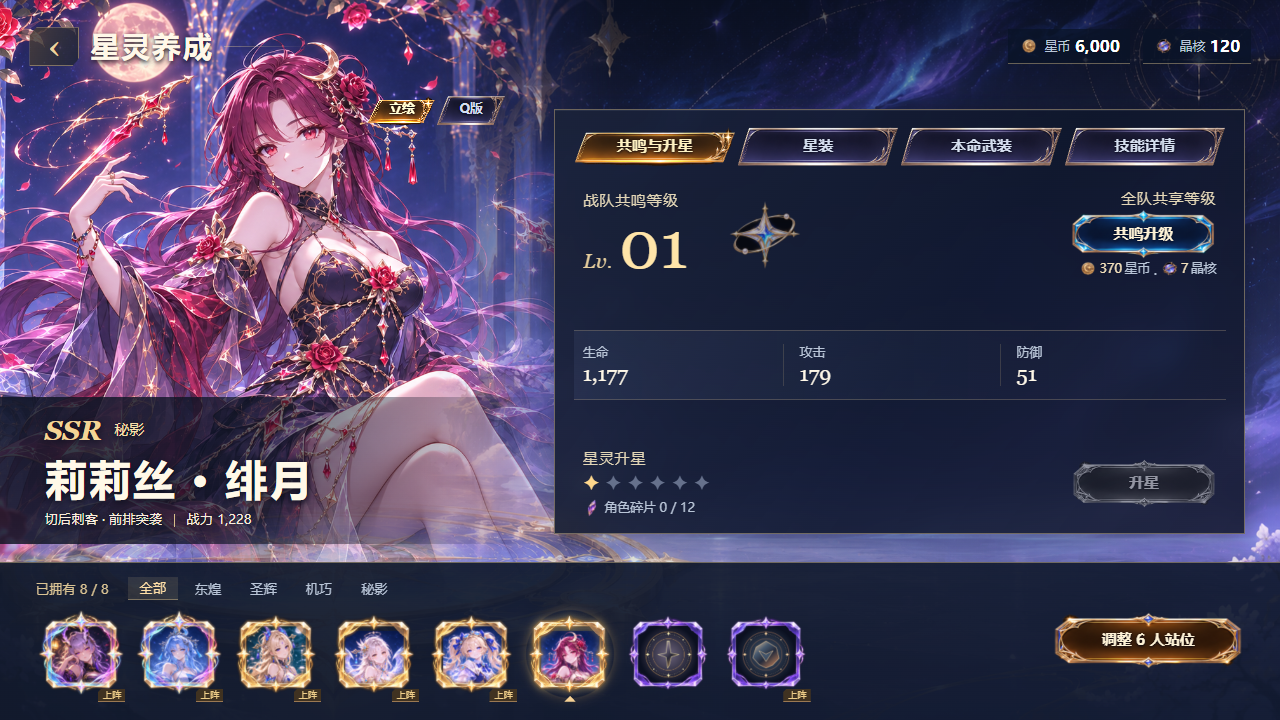 星灵养成
星币 6,000
晶核 120
立绘
Q版
共鸣与升星
星装
本命武装
技能详情
战队共鸣等级
Lv. 01
全队共享等级
共鸣升级
370 星币 . 7 晶核
生命
1,177
攻击
179
防御
51
SSR 秘影
莉莉丝·绯月
切后刺客·前排突袭 | 战力 1,228
星灵升星
角色碎片 0 / 12
升星
已拥有 8 / 8
全部
东煌
圣辉
机巧
秘影
上阵
上阵
上阵
上阵
上阵
上阵
调整 6 人站位